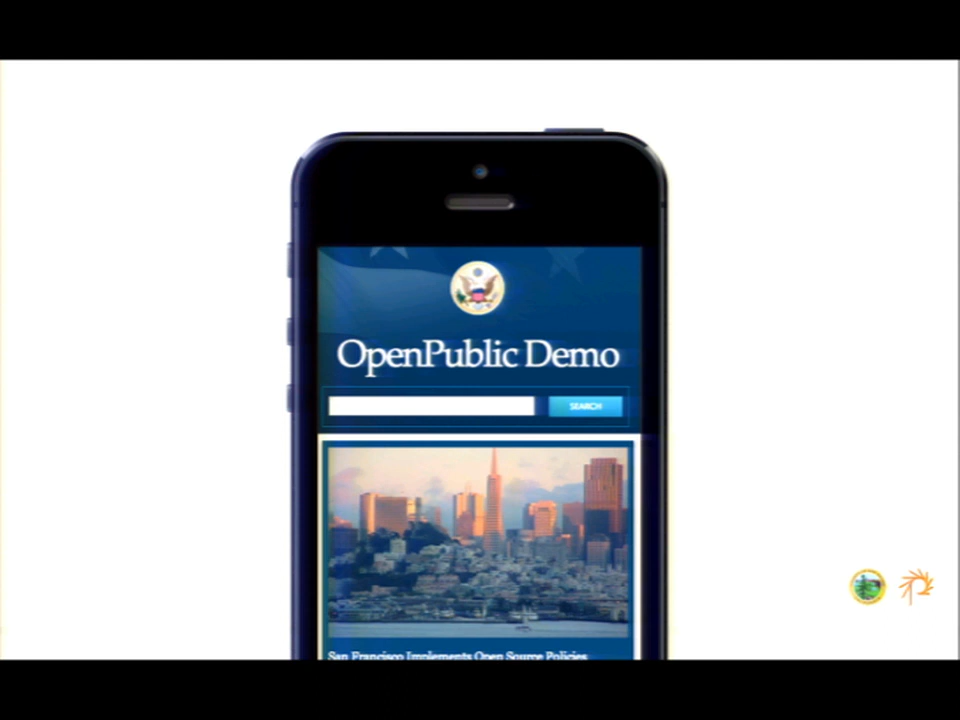 OpenPublic Demo
SEARCH
San Francisco Implements Open Source Policies